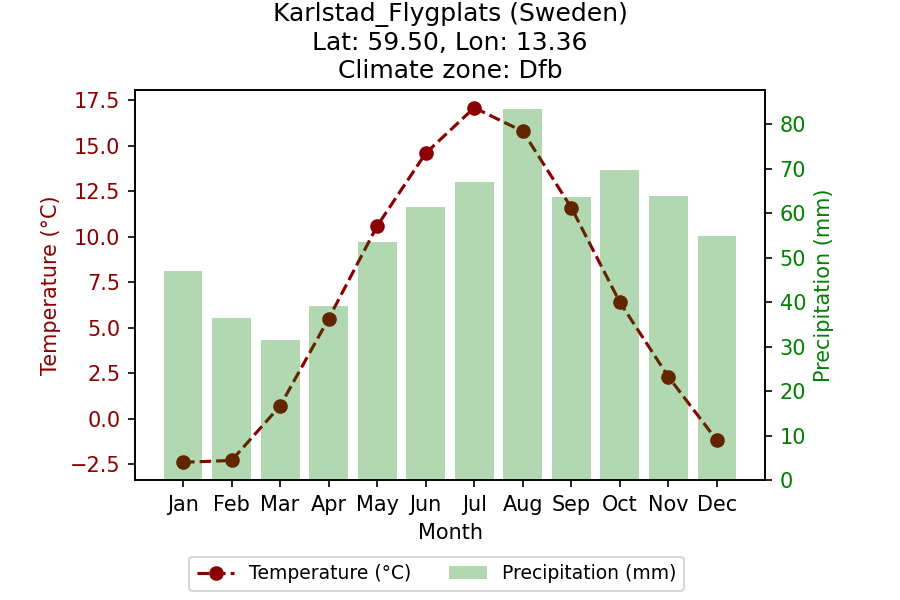 Karlstad_Flygplats (Sweden)
Lat: 59.50, Lon: 13.36
Climate zone: Dfb
Temperature (°C)
17.5
15.0
12.5
10.0
7.5
5.0
2.5
0.0
−2.5
80
70
60
50
40
30
20
10
0
Precipitation (mm)
Jan Feb Mar Apr May Jun Jul Aug Sep Oct Nov Dec
Month
Temperature (°C) Precipitation (mm)